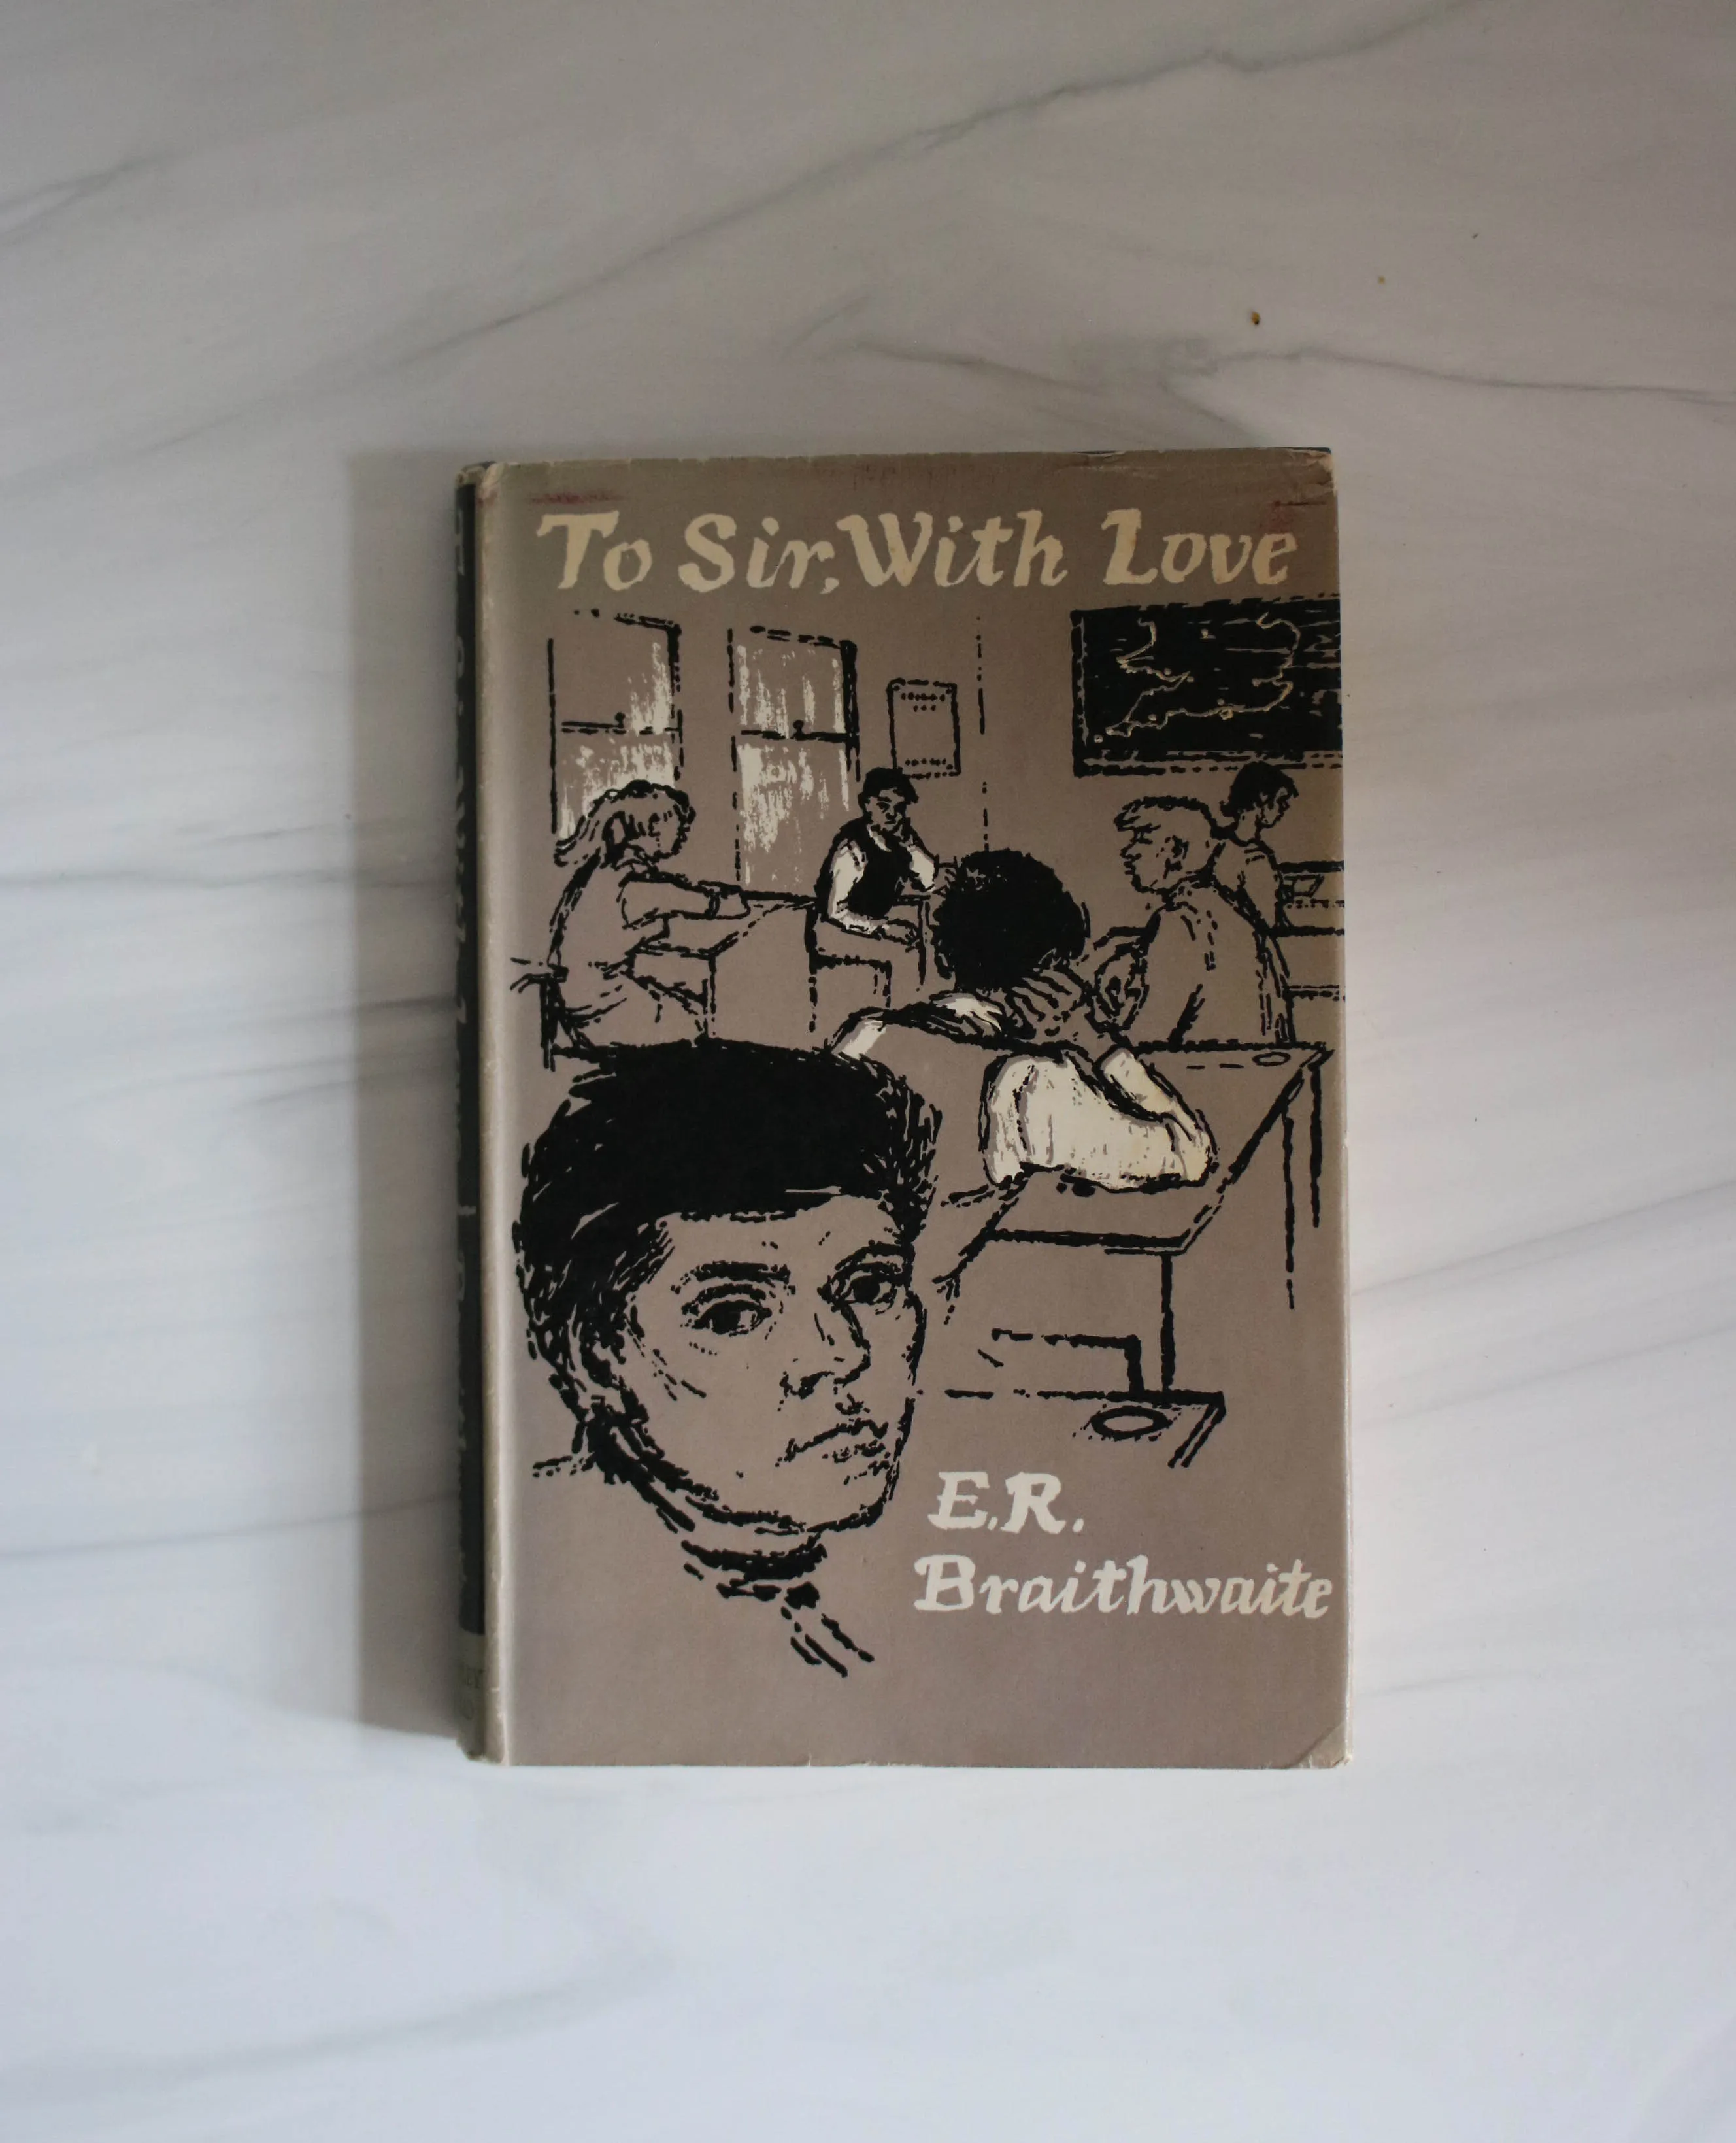 To Sir, With Love
E.R.
Braithwaite